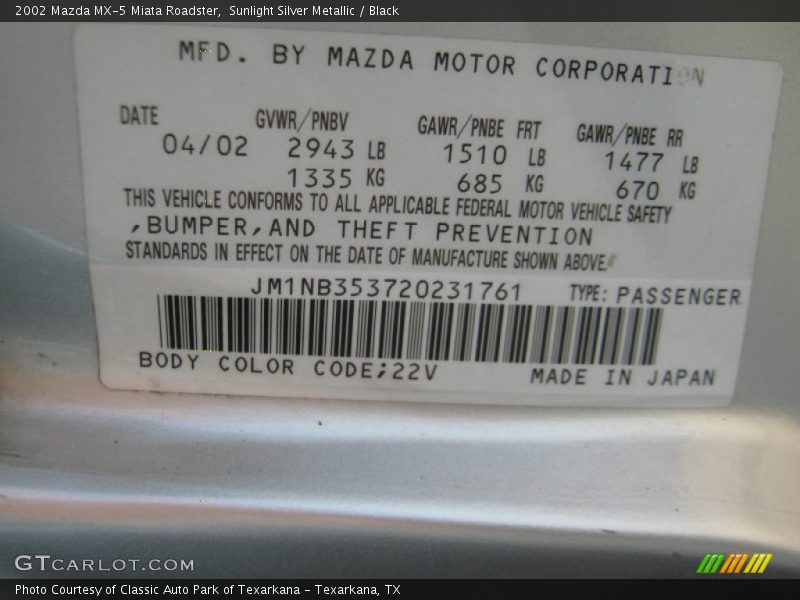 2002 Mazda MX-5 Miata Roadster, Sunlight Silver Metallic / Black
MFD. BY MAZDA MOTOR CORPORATION
DATE GVWR/PNBV GAWR/PNBE FRT GAWR/PNBE RR
04/02 2943 LB 1510 LB 1477 LB
1335 KG 685 KG 670 KG
THIS VEHICLE CONFORMS TO ALL APPLICABLE FEDERAL MOTOR VEHICLE SAFETY
,BUMPER,AND THEFT PREVENTION
STANDARDS IN EFFECT ON THE DATE OF MANUFACTURE SHOWN ABOVE.
JM1NB353720231761 TYPE: PASSENGER
BODY COLOR CODE;22V MADE IN JAPAN
GTCARLOT.COM
Photo Courtesy of Classic Auto Park of Texarkana - Texarkana, TX